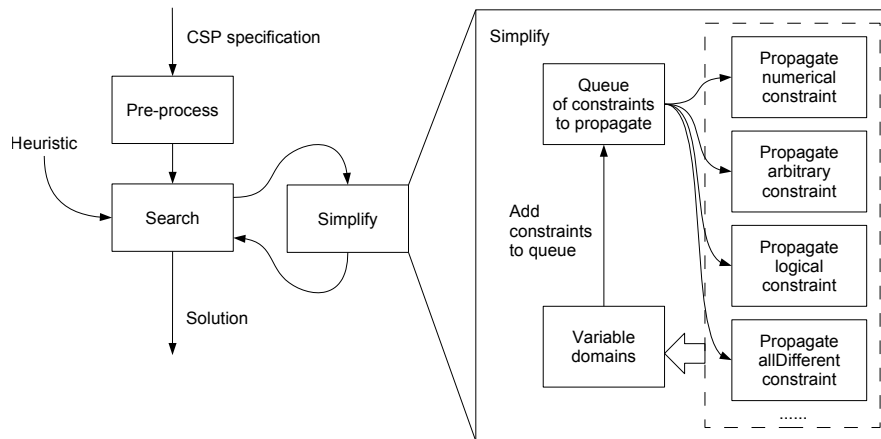 CSP specification
Pre-process
Heuristic
Search
Simplify
Solution
Simplify
Queue
of constraints
to propagate
Add
constraints
to queue
Variable
domains
Propagate
numerical
constraint
Propagate
arbitrary
constraint
Propagate
logical
constraint
Propagate
allDifferent
constraint
......